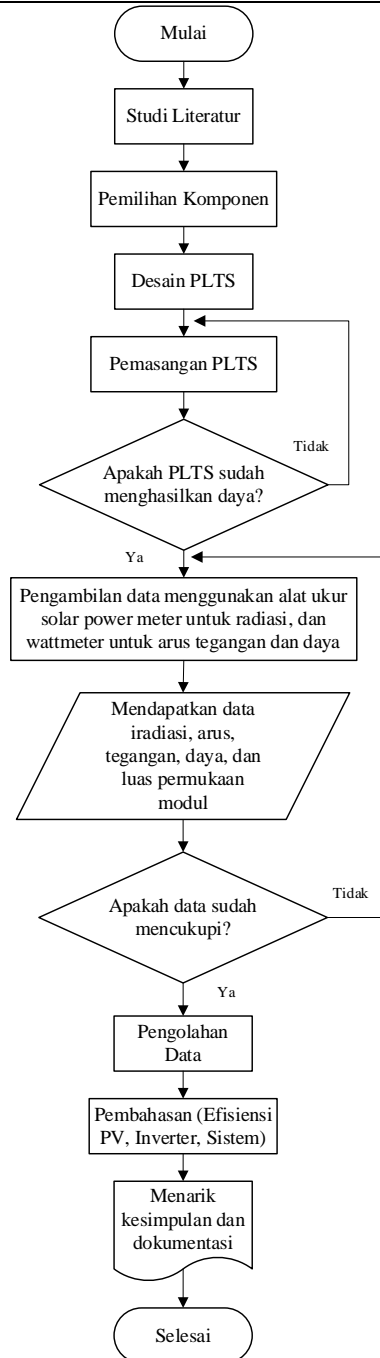 Mulai
Studi Literatur
Pemilihan Komponen
Desain PLTS
Pemasangan PLTS
Tidak
Apakah PLTS sudah
menghasilkan daya?
Ya
Pengambilan data menggunakan alat ukur
solar power meter untuk radiasi, dan
wattmeter untuk arus tegangan dan daya
Mendapatkan data
iradiasi, arus,
tegangan, daya, dan
luas permukaan
modul
Tidak
Apakah data sudah
mencukupi?
Ya
Pengolahan
Data
Pembahasan (Efisiensi
PV, Inverter, Sistem)
Menarik
kesimpulan dan
dokumentasi
Selesai